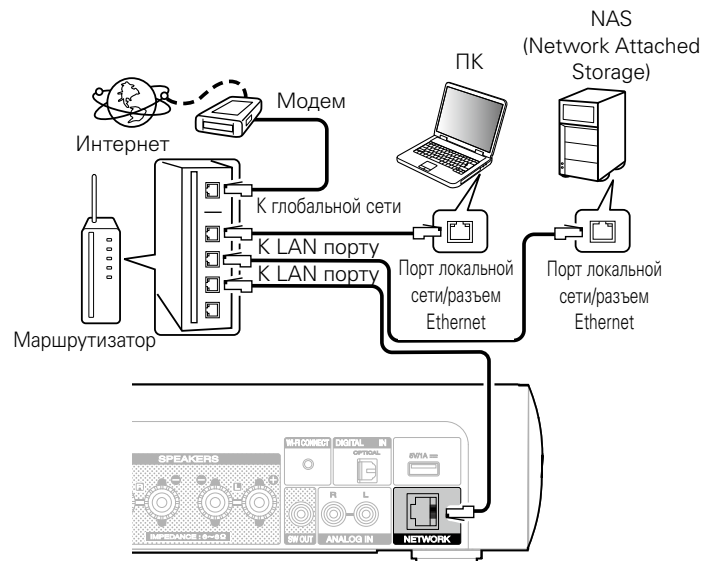 NAS
(Network Attached
Storage)
ПК
Модем
Интернет
К глобальной сети
К LAN порту
К LAN порту
Порт локальной
сети/разъем
Ethernet
Порт локальной
сети/разъем
Ethernet
Маршрутизатор
SPEAKERS
WI-FI CONNECT
DIGITAL IN
OPTICAL
5V/1A
R L
R L
IMPEDANCE : 6~8Ω
SW OUT
ANALOG IN
NETWORK